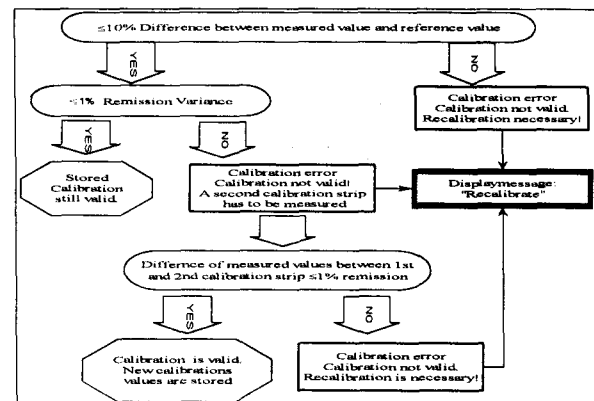 ≤10% Difference between measured value and reference value
YES
NO
≤1% Remission Variance
Calibration error
Calibration not valid.
Recalibration necessary!
YES
NO
Stored
Calibration
still valid.
Calibration error
Calibration not valid!
A second calibration strip
has to be measured
Displaymessage:
"Recalibrate"
Differnce of measured values between 1st
and 2nd calibration strip ≤1% remission
YES
NO
Calibration is valid.
New calibrations
values are stored
Calibration error
Calibration not valid.
Recalibration is necessary!